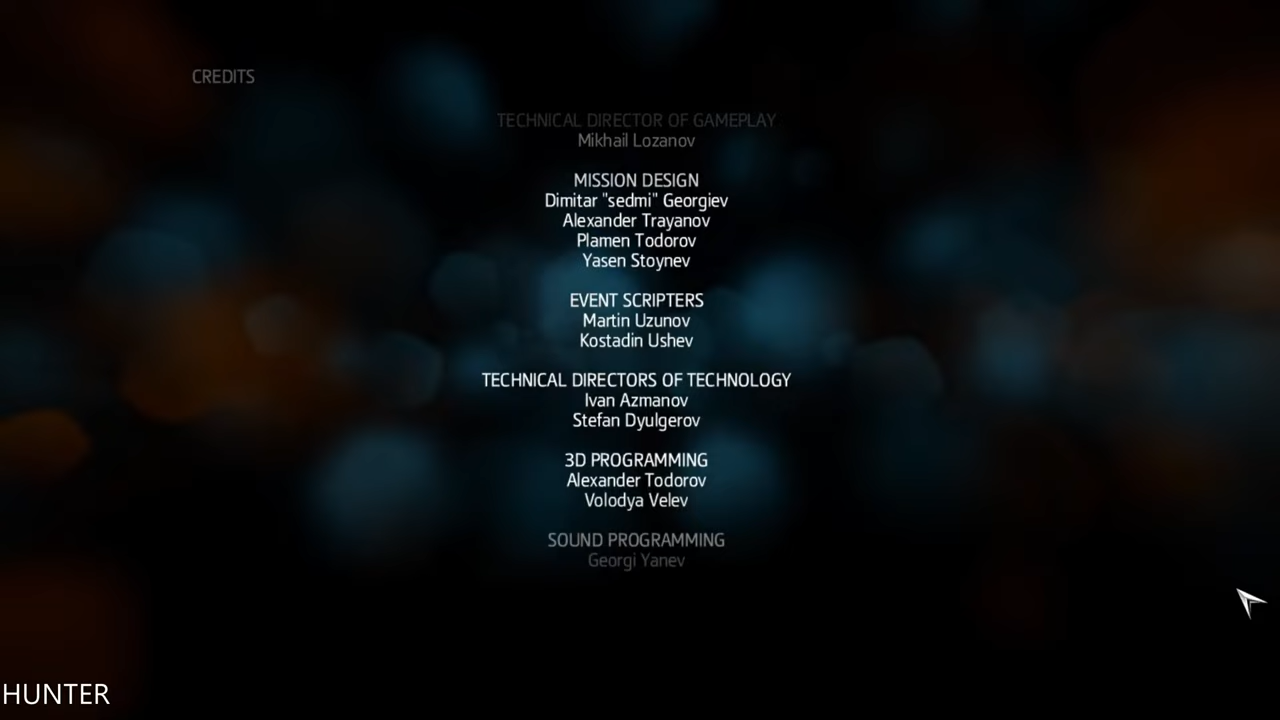 CREDITS
TECHNICAL DIRECTOR OF GAMEPLAY
Mikhail Lozanov
MISSION DESIGN
Dimitar "sedmi" Georgiev
Alexander Trayanov
Plamen Todorov
Yasen Stoynev
EVENT SCRIPTERS
Martin Uzunov
Kostadin Ushev
TECHNICAL DIRECTORS OF TECHNOLOGY
Ivan Azmanov
Stefan Dyulgerov
3D PROGRAMMING
Alexander Todorov
Volodya Velev
SOUND PROGRAMMING
Georgi Yanev
HUNTER